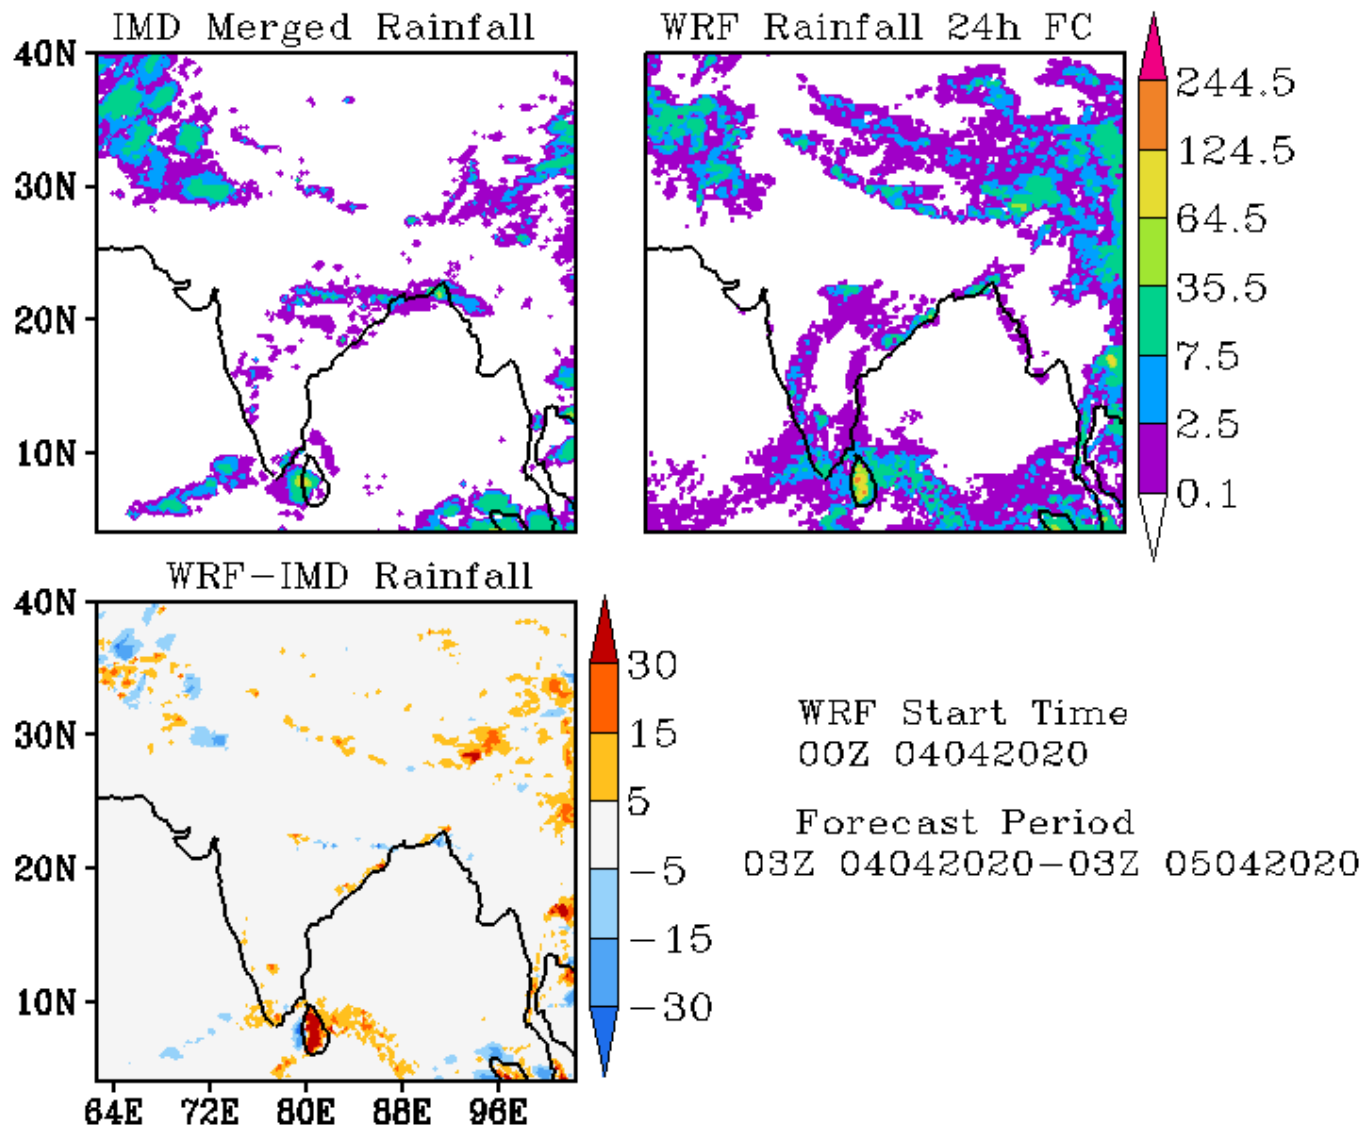 IMD Merged Rainfall
WRF Rainfall 24h FC
40N
30N
20N
10N
244.5
124.5
64.5
35.5
7.5
2.5
0.1
WRF-IMD Rainfall
40N
30N
20N
10N
64E 72E 80E 88E 96E
30
15
5
-5
-15
-30
WRF Start Time
00Z 04042020
Forecast Period
03Z 04042020-03Z 05042020